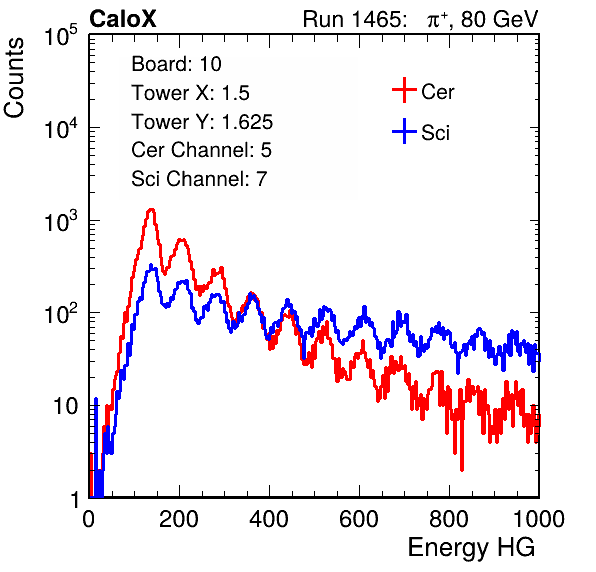 CaloX Run 1465: π⁺, 80 GeV
Counts
10⁵
10⁴
10³
10²
10
1
Board: 10
Tower X: 1.5
Tower Y: 1.625
Cer Channel: 5
Sci Channel: 7
Cer
Sci
0 200 400 600 800 1000
Energy HG